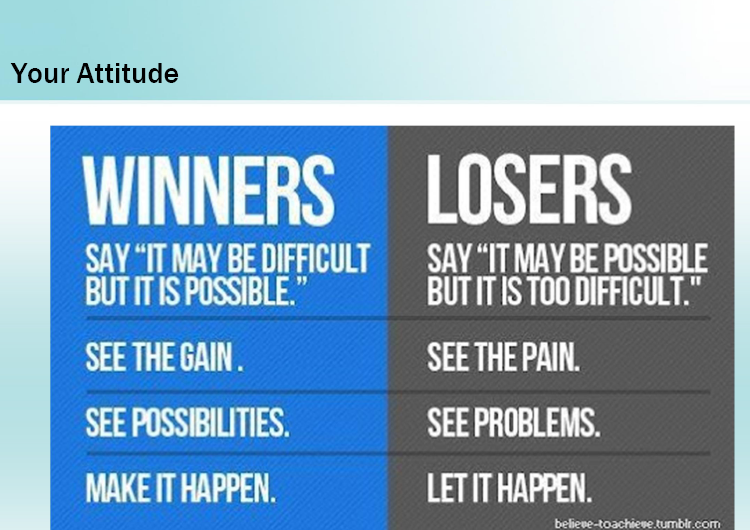 Your Attitude
WINNERS
SAY “IT MAY BE DIFFICULT
BUT IT IS POSSIBLE.”
SEE THE GAIN .
SEE POSSIBILITIES.
MAKE IT HAPPEN.
LOSERS
SAY “IT MAY BE POSSIBLE
BUT IT IS TOO DIFFICULT."
SEE THE PAIN.
SEE PROBLEMS.
LET IT HAPPEN.
believe-toachieve.tumblr.com